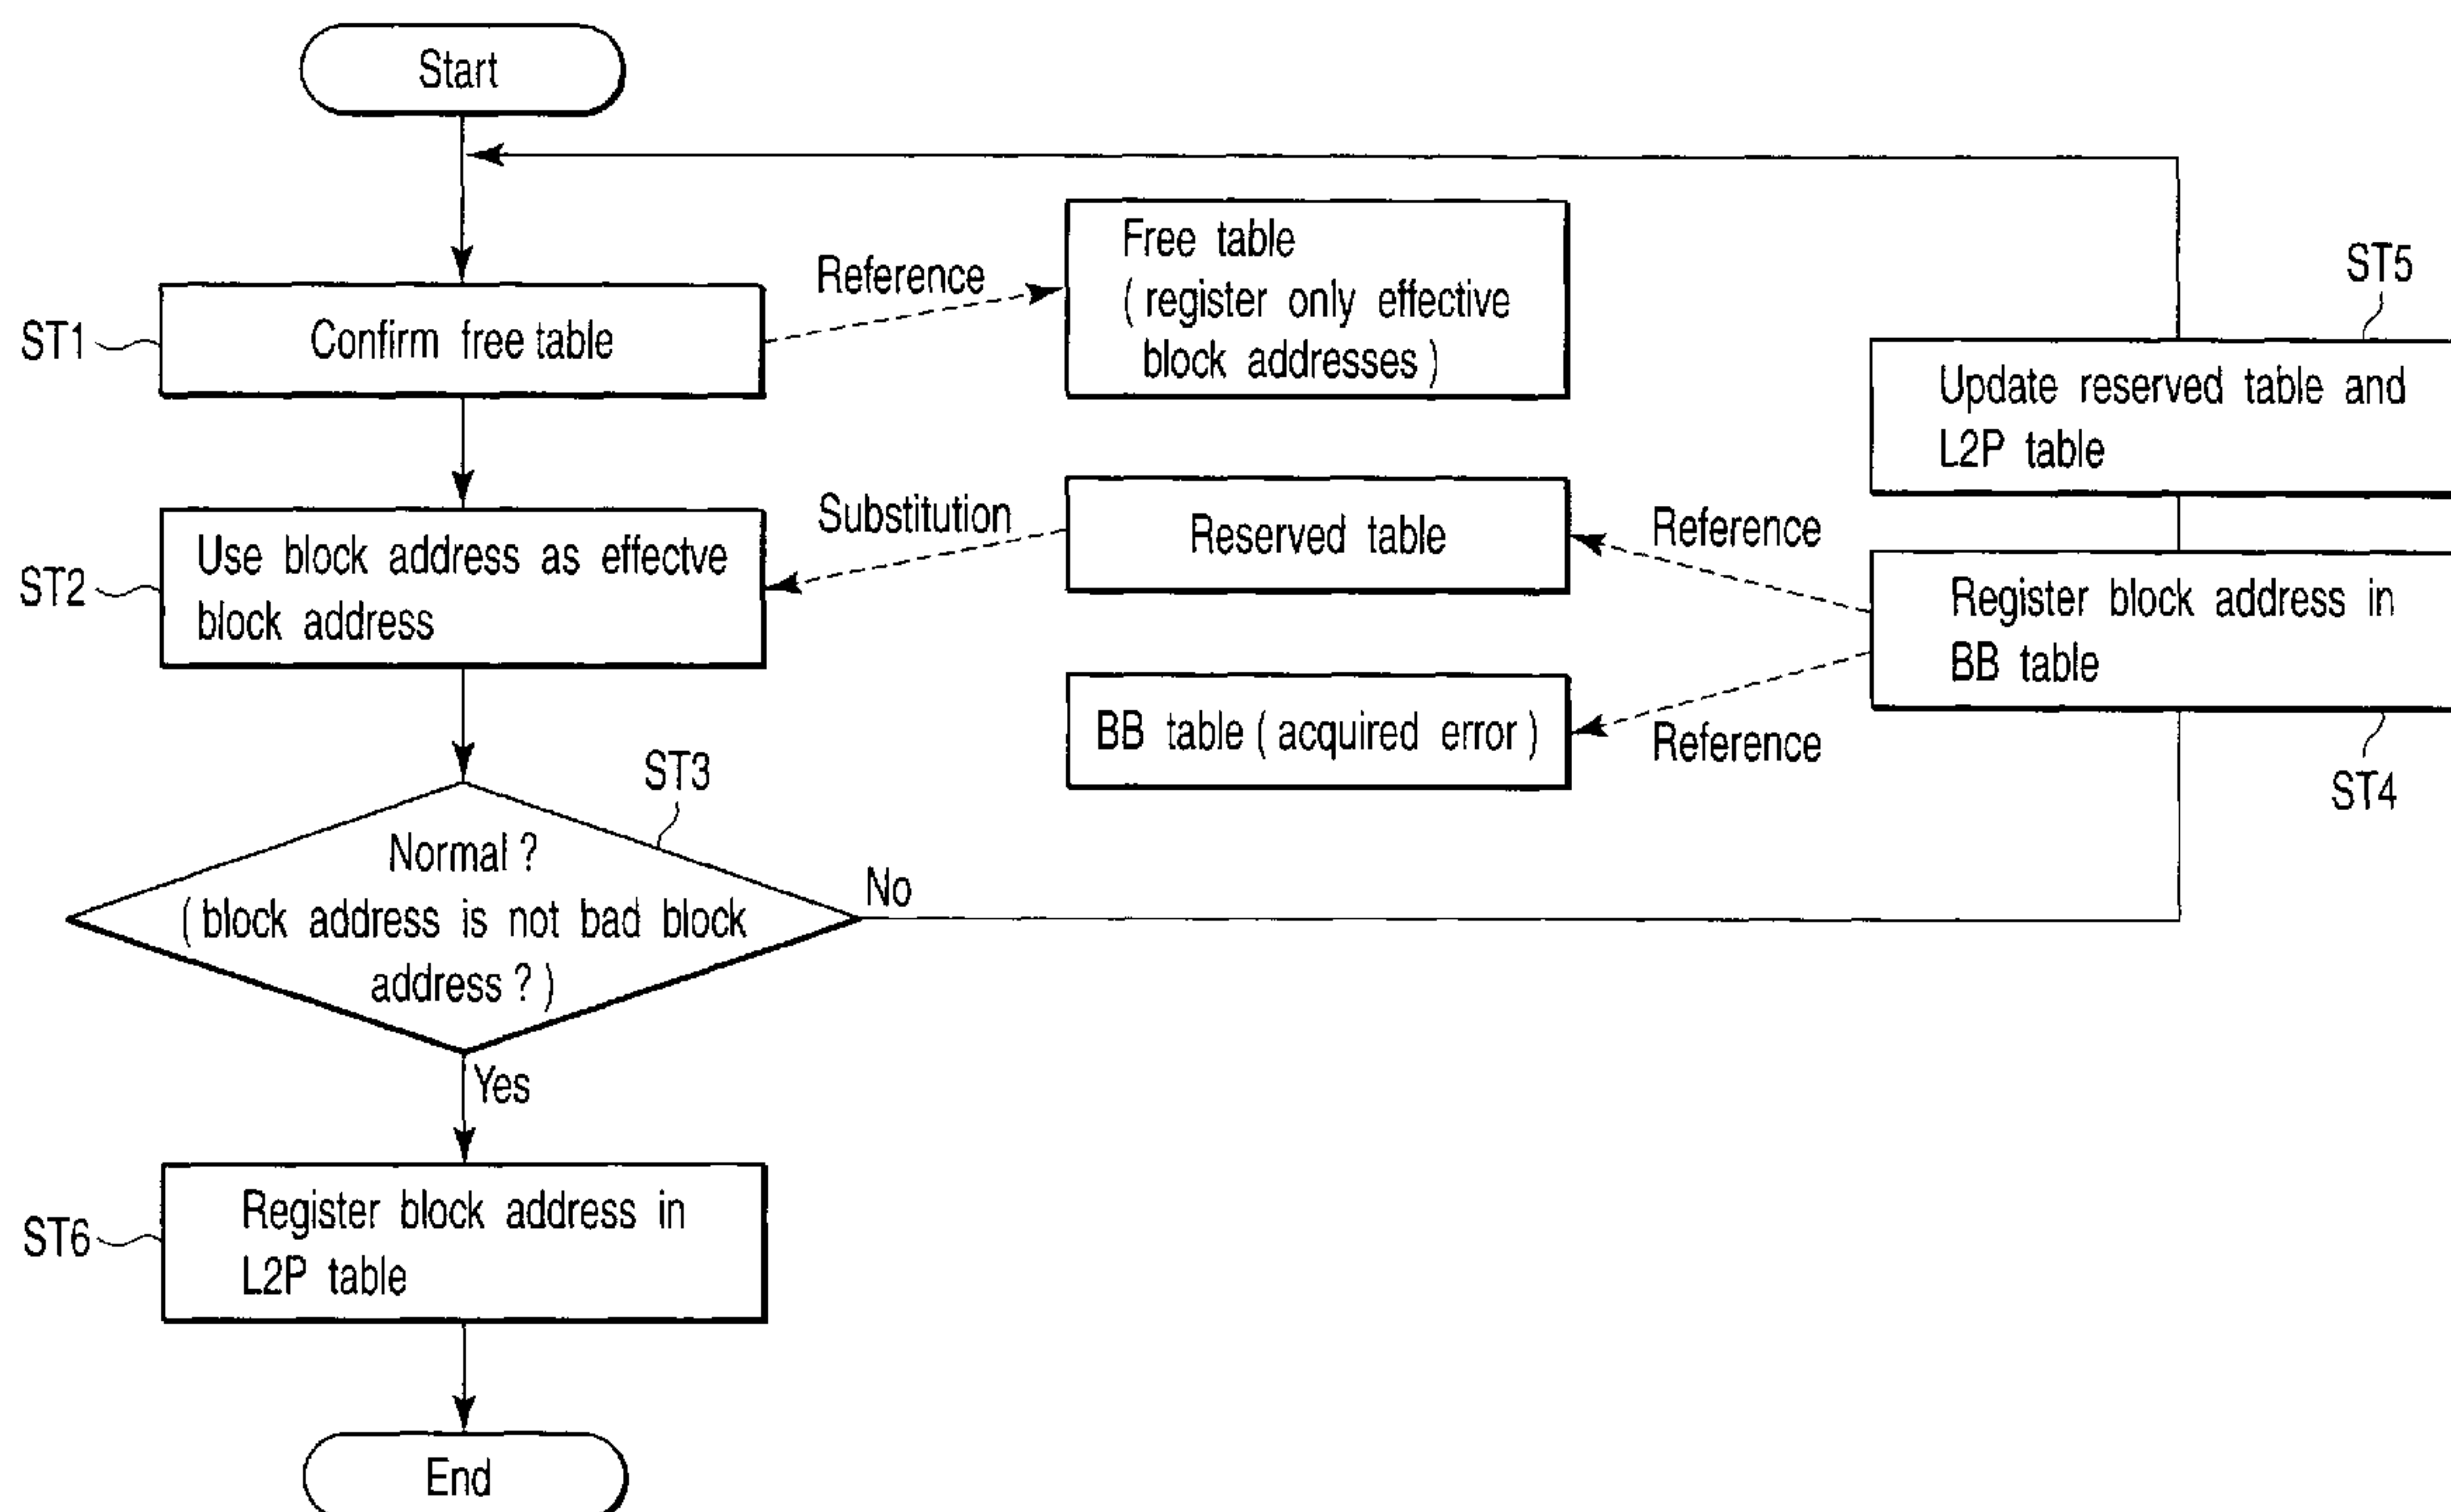 Start
ST1
Confirm free table
Reference
Free table
( register only effective
block addresses )
ST5
Update reserved table and
L2P table
ST2
Use block address as effectve
block address
Substitution
Reserved table
Reference
Register block address in
BB table
BB table ( acquired error )
Reference
ST4
ST3
Normal ?
( block address is not bad block
address ? )
No
Yes
ST6
Register block address in
L2P table
End